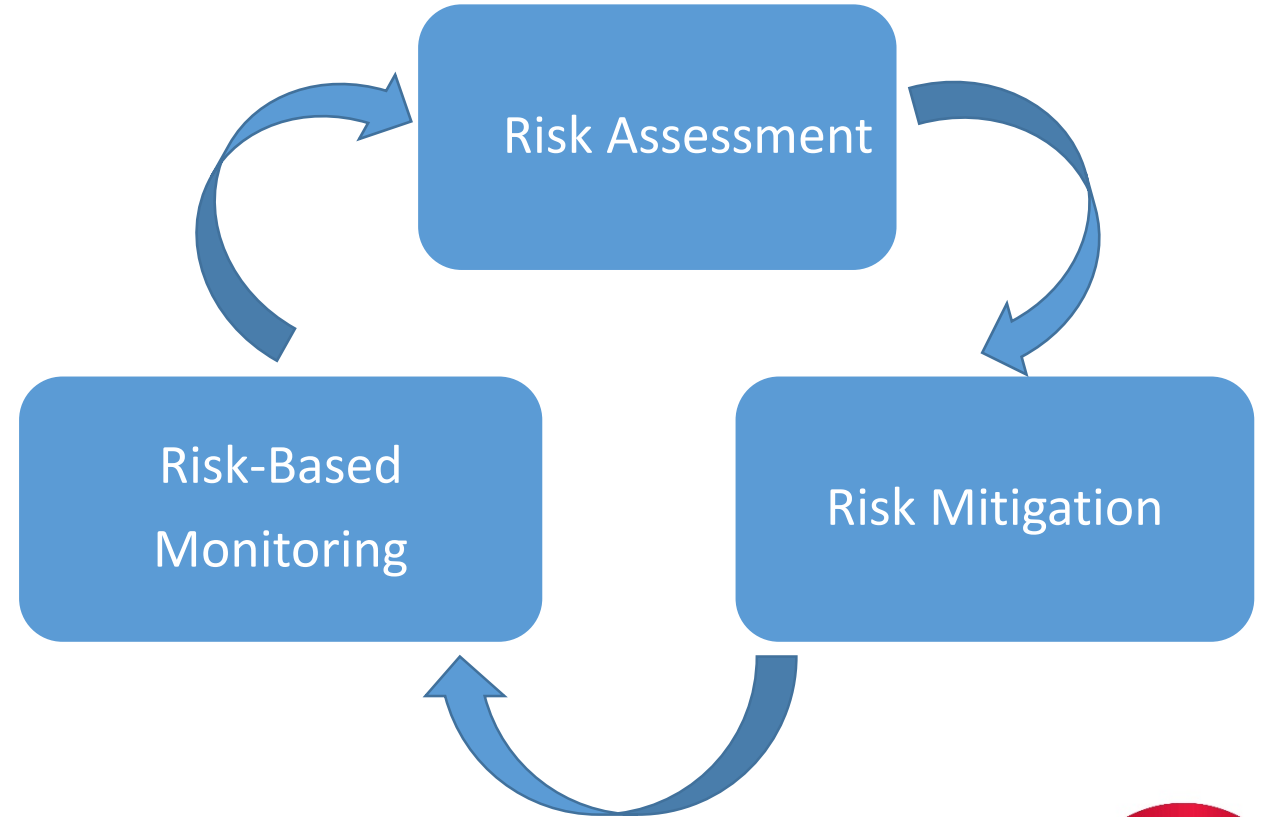 Risk Assessment
Risk-Based
Monitoring
Risk Mitigation